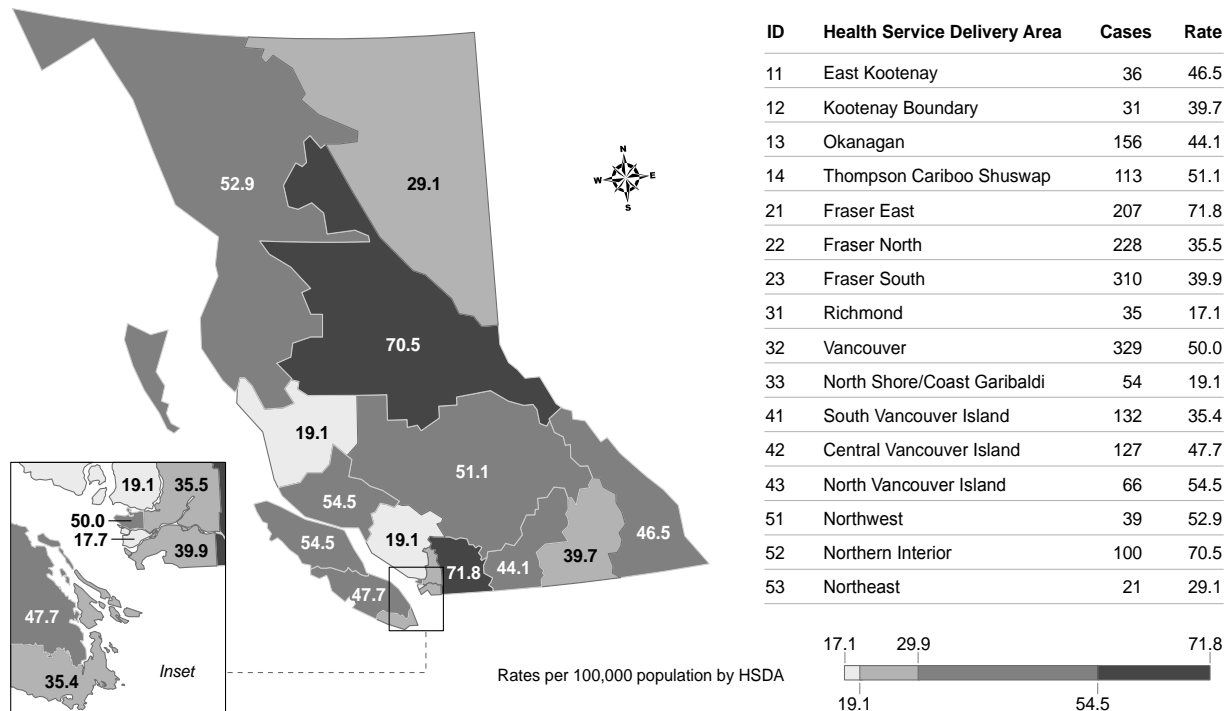 ID Health Service Delivery Area Cases Rate
11 East Kootenay 36 46.5
12 Kootenay Boundary 31 39.7
13 Okanagan 156 44.1
14 Thompson Cariboo Shuswap 113 51.1
21 Fraser East 207 71.8
22 Fraser North 228 35.5
23 Fraser South 310 39.9
31 Richmond 35 17.1
32 Vancouver 329 50.0
33 North Shore/Coast Garibaldi 54 19.1
41 South Vancouver Island 132 35.4
42 Central Vancouver Island 127 47.7
43 North Vancouver Island 66 54.5
51 Northwest 39 52.9
52 Northern Interior 100 70.5
53 Northeast 21 29.1
N
W E
S
52.9
29.1
70.5
19.1
51.1
54.5
54.5
19.1
46.5
39.7
44.1
71.8
47.7
19.1 35.5
50.0
17.7
39.9
47.7
35.4
Inset
Rates per 100,000 population by HSDA
17.1 29.9 71.8
19.1 54.5